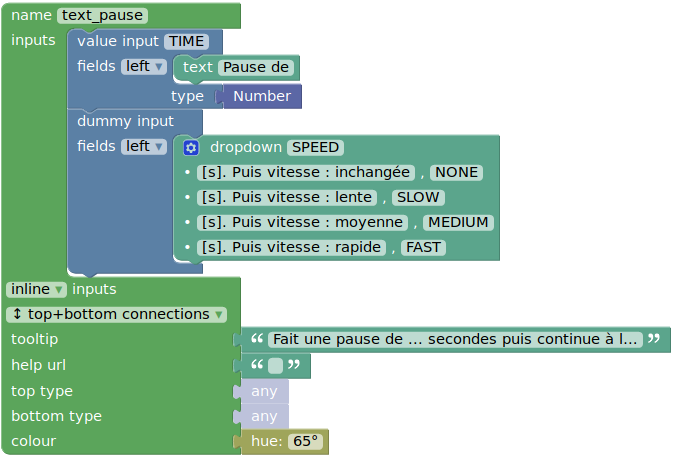 name text_pause
inputs value input TIME
fields left ▾ text Pause de
type Number
dummy input
fields left ▾ dropdown SPEED
• [s]. Puis vitesse : inchangée , NONE
• [s]. Puis vitesse : lente , SLOW
• [s]. Puis vitesse : moyenne , MEDIUM
• [s]. Puis vitesse : rapide , FAST
inline ▾ inputs
↕ top+bottom connections ▾
tooltip “ Fait une pause de ... secondes puis continue à l... ”
help url “ ”
top type any
bottom type any
colour hue: 65°